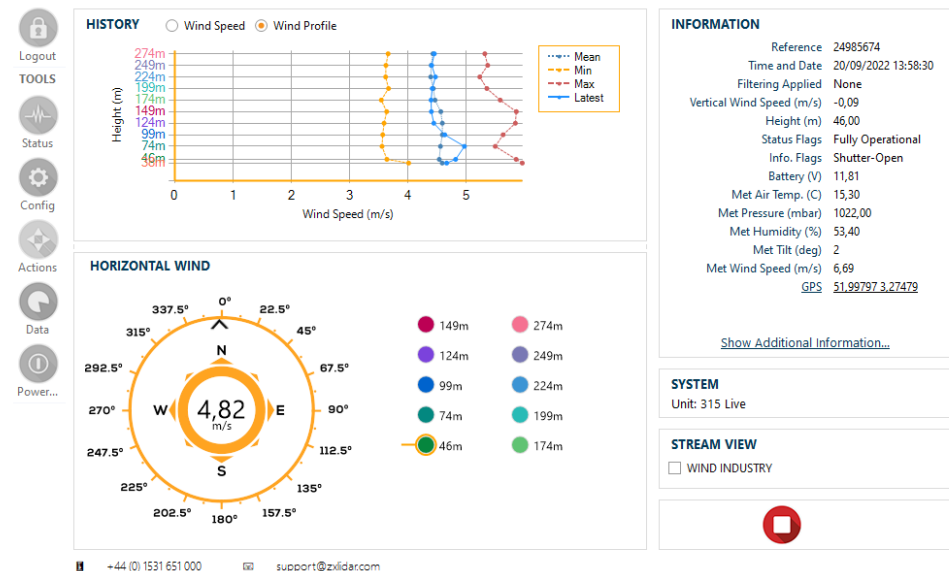 Logout
TOOLS
Status
Config
Actions
Data
Power...
HISTORY
Wind Speed
Wind Profile
Height (m)
274m
249m
224m
199m
174m
149m
124m
99m
74m
46m
38m
0 1 2 3 4 5
Wind Speed (m/s)
Mean
Min
Max
Latest
HORIZONTAL WIND
0°
22.5°
45°
67.5°
90°
112.5°
135°
157.5°
180°
202.5°
225°
247.5°
270°
292.5°
315°
337.5°
N
W E
S
4,82
m/s
149m 274m
124m 249m
99m 224m
74m 199m
46m 174m
INFORMATION
Reference 24985674
Time and Date 20/09/2022 13:58:30
Filtering Applied None
Vertical Wind Speed (m/s) -0,09
Height (m) 46,00
Status Flags Fully Operational
Info. Flags Shutter-Open
Battery (V) 11,81
Met Air Temp. (C) 15,30
Met Pressure (mbar) 1022,00
Met Humidity (%) 53,40
Met Tilt (deg) 2
Met Wind Speed (m/s) 6,69
GPS 51,99797 3,27479
Show Additional Information...
SYSTEM
Unit: 315 Live
STREAM VIEW
WIND INDUSTRY
+44 (0) 1531 651 000 support@zxlidar.com